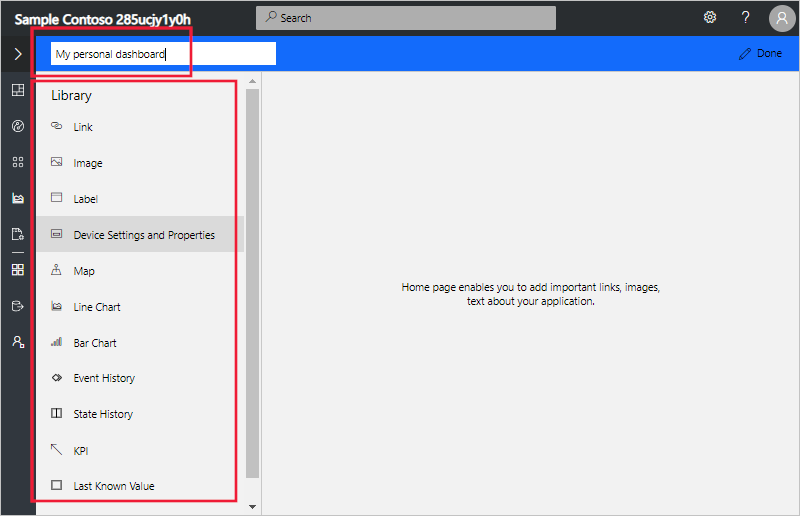 Sample Contoso 285ucjy1y0h
Search
?
My personal dashboard
Done
Library
Link
Image
Label
Device Settings and Properties
Map
Line Chart
Bar Chart
Event History
State History
KPI
Last Known Value
Home page enables you to add important links, images,
text about your application.